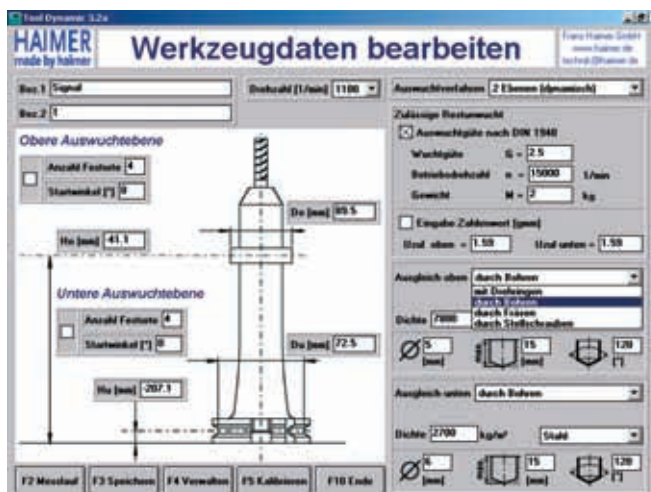 Tool Dynamic 3.2a
HAIMER
made by haimer
Werkzeugdaten bearbeiten
Franz Haimer GmbH
www.haimer.de
Bez.1 Signal
Drehzahl [1/min] 1100
Auswuchtverfahren 2 Ebenen (dynamisch)
Bez.2 1
Zulässige Restunwucht
Auswuchtgüte nach DIN 1940
Wuchtgüte G = 2.5
Betriebsdrehzahl n = 15000 1/min
Gewicht M = 2 kg
Obere Auswuchtebene
Anzahl Festorte 4
Startwinkel [°] 0
Do [mm] 89.5
Ho [mm] -41.1
Eingabe Zahlenwert [gmm]
Uzul oben = 1.59 Uzul unten = 1.59
Ausgleich oben durch Bohren
mit Drehringen
durch Bohren
durch Fräsen
durch Stellschrauben
Dichte 7800
Untere Auswuchtebene
Anzahl Festorte 4
Startwinkel [°] 0
Du [mm] 72.5
Hu [mm] -207.1
5 [mm] 15 [mm] 120 [°]
Ausgleich unten durch Bohren
Dichte 2700 kg/m³ Stahl
6 [mm] 15 [mm] 120 [°]
F2 Messlauf F3 Speichern F4 Verwalten F5 Kalibrieren F10 Ende